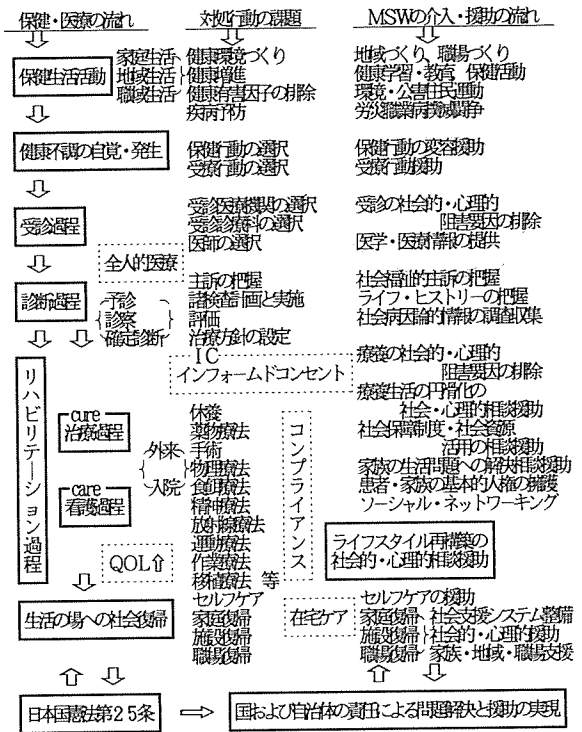 保健・医療の流れ 対処行動の課題 MSWの介入・援助の流れ
家庭生活 健康環境づくり 地域づくり、職場づくり
保健生活活動 地域生活 健康増進 健康学習・教育、保健活動
職域生活 健康有害因子の排除 環境・公害住民運動
疾病予防 労災職業病撲滅闘争
健康不調の自覚・発生 保健行動の選択 保健行動の変容援助
受療行動の選択 受療行動援助
受診医療機関の選択 受診の社会的・心理的
受診過程 受診診療科の選択 阻害要因の排除
医師の選択 医学・医療情報の提供
全人的医療
主訴の把握 社会福祉的主訴の把握
診断過程 予診 諸検査計画と実施 ライフ・ヒストリーの把握
診察 評価 社会病因論的情報の調査収集
確定診断 治療方針の設定
IC 療養の社会的・心理的
インフォームドコンセント 阻害要因の排除
療養生活の円滑化の
リハビリテーション過程
cure 休養 社会・心理的相談援助
治療過程 薬物療法 社会保障制度・社会資源
外来 手術 活用の相談援助
物理療法 家族の生活問題への解決相談援助
care 入院 食餌療法 患者・家族の基本的人権の擁護
看護過程 精神療法 ソーシャル・ネットワーキング
放射線療法
コンプライアンス
運動療法 ライフスタイル再構築の
QOL⇧ 作業療法 社会的・心理的相談援助
移植療法 等
セルフケア セルフケアの援助
生活の場への社会復帰 家庭復帰 在宅ケア 家庭復帰 社会支援システム整備
施設復帰 施設復帰 社会的・心理的援助
職場復帰 職場復帰 家族・地域・職場支援
日本国憲法第25条 ⇨ 国および自治体の責任による問題解決と援助の実現